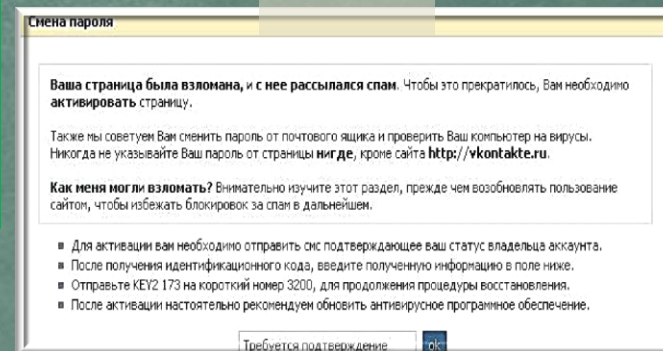 Смена пароля
Ваша страница была взломана, и с нее рассылался спам. Чтобы это прекратилось, Вам необходимо
активировать страницу.
Также мы советуем Вам сменить пароль от почтового ящика и проверить Ваш компьютер на вирусы.
Никогда не указывайте Ваш пароль от страницы нигде, кроме сайта http://vkontakte.ru.
Как меня могли взломать? Внимательно изучите этот раздел, прежде чем возобновлять пользование
сайтом, чтобы избежать блокировок за спам в дальнейшем.
Для активации вам необходимо отправить смс подтверждающее ваш статус владельца аккаунта.
После получения идентификационного кода, введите полученную информацию в поле ниже.
Отправьте KEY2 173 на короткий номер 3200, для продолжения процедуры восстановления.
После активации настоятельно рекомендуем обновить антивирусное программное обеспечение.
Требуется подтверждение ok